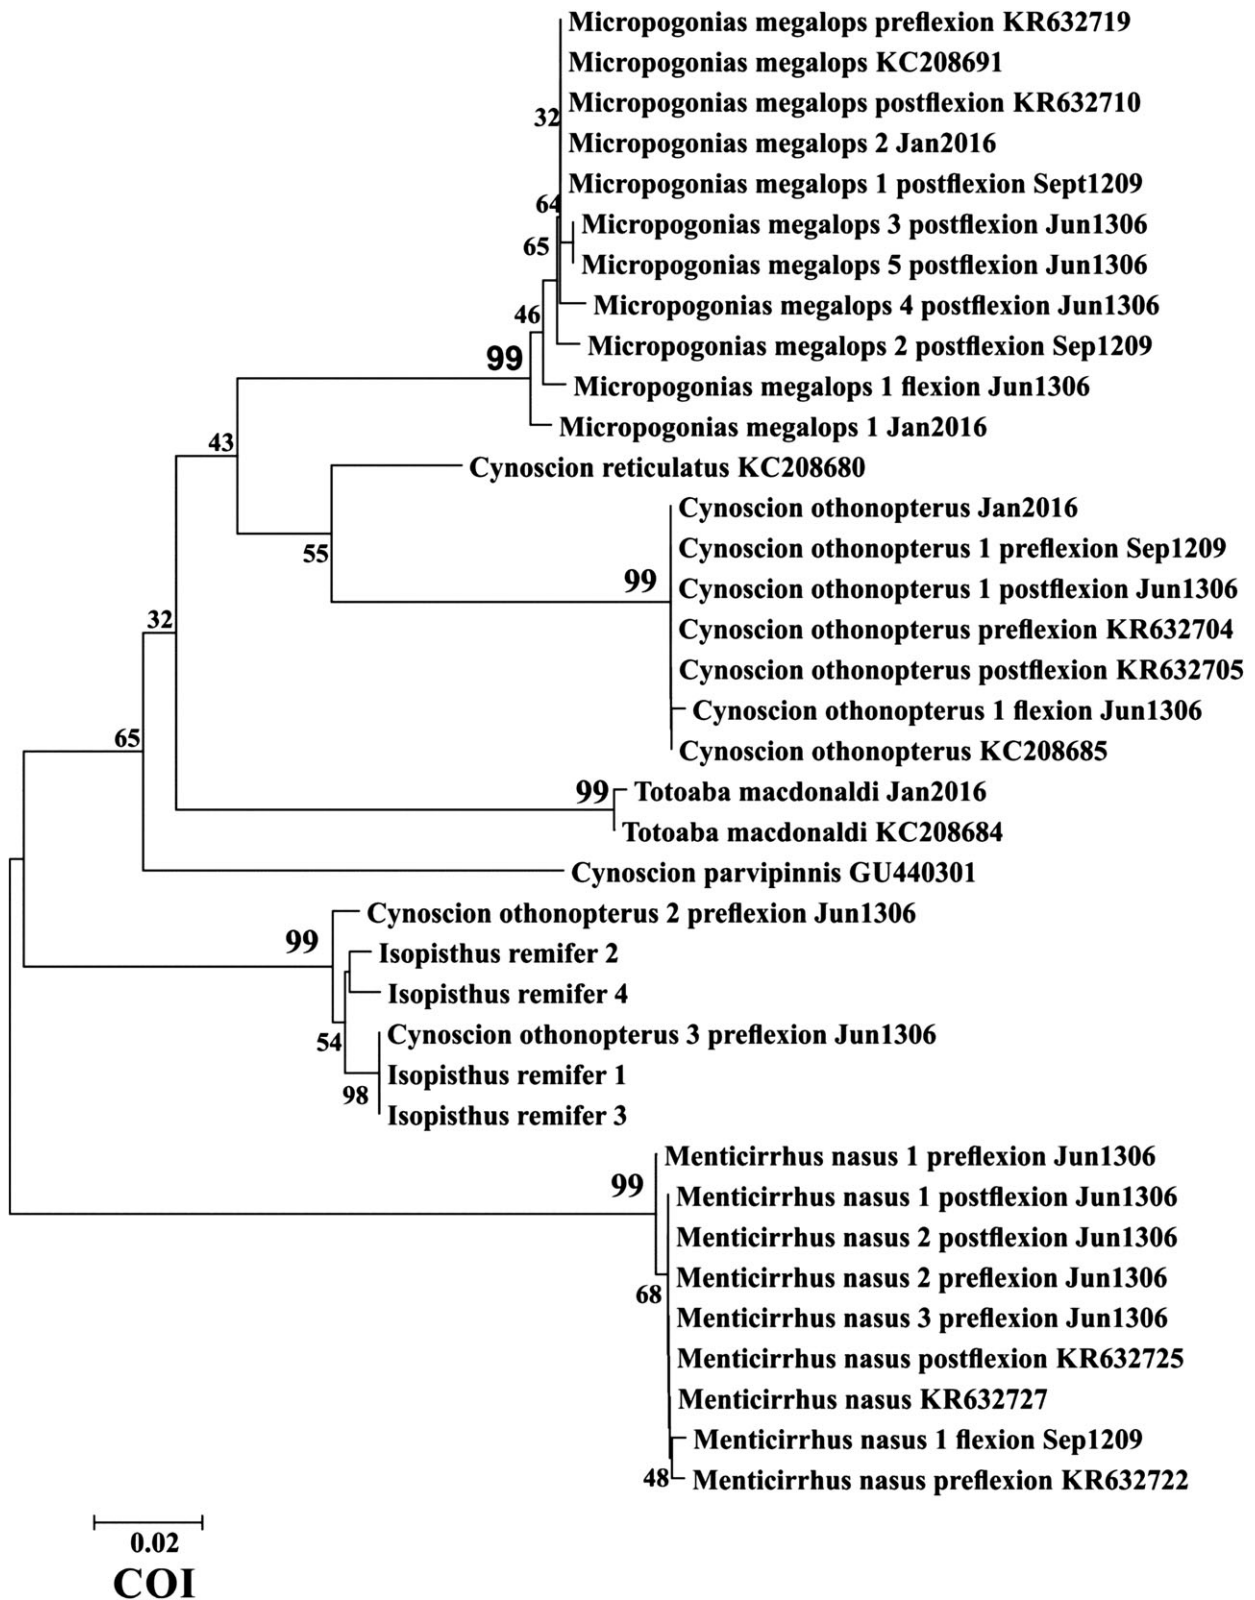 Micropogonias megalops preflexion KR632719
Micropogonias megalops KC208691
32
Micropogonias megalops postflexion KR632710
Micropogonias megalops 2 Jan2016
Micropogonias megalops 1 postflexion Sept1209
64
Micropogonias megalops 3 postflexion Jun1306
65
Micropogonias megalops 5 postflexion Jun1306
Micropogonias megalops 4 postflexion Jun1306
46
Micropogonias megalops 2 postflexion Sep1209
99
Micropogonias megalops 1 flexion Jun1306
Micropogonias megalops 1 Jan2016
43
Cynoscion reticulatus KC208680
Cynoscion othonopterus Jan2016
55
Cynoscion othonopterus 1 preflexion Sep1209
99
Cynoscion othonopterus 1 postflexion Jun1306
32
Cynoscion othonopterus preflexion KR632704
Cynoscion othonopterus postflexion KR632705
Cynoscion othonopterus 1 flexion Jun1306
65
Cynoscion othonopterus KC208685
99
Totoaba macdonaldi Jan2016
Totoaba macdonaldi KC208684
Cynoscion parvipinnis GU440301
Cynoscion othonopterus 2 preflexion Jun1306
99
Isopisthus remifer 2
Isopisthus remifer 4
54
Cynoscion othonopterus 3 preflexion Jun1306
Isopisthus remifer 1
98
Isopisthus remifer 3
Menticirrhus nasus 1 preflexion Jun1306
99
Menticirrhus nasus 1 postflexion Jun1306
Menticirrhus nasus 2 postflexion Jun1306
Menticirrhus nasus 2 preflexion Jun1306
68
Menticirrhus nasus 3 preflexion Jun1306
Menticirrhus nasus postflexion KR632725
Menticirrhus nasus KR632727
Menticirrhus nasus 1 flexion Sep1209
48
Menticirrhus nasus preflexion KR632722
0.02
COI